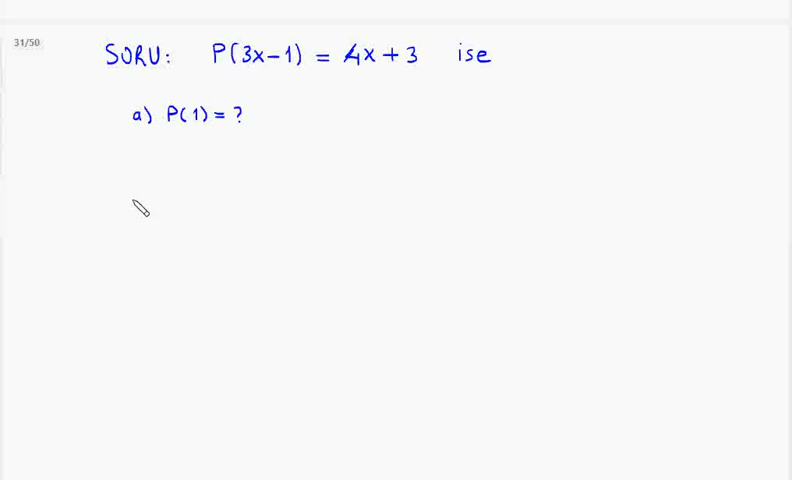 31/50
SORU: P(3x-1) = 4x+3 ise
a) P(1) = ?